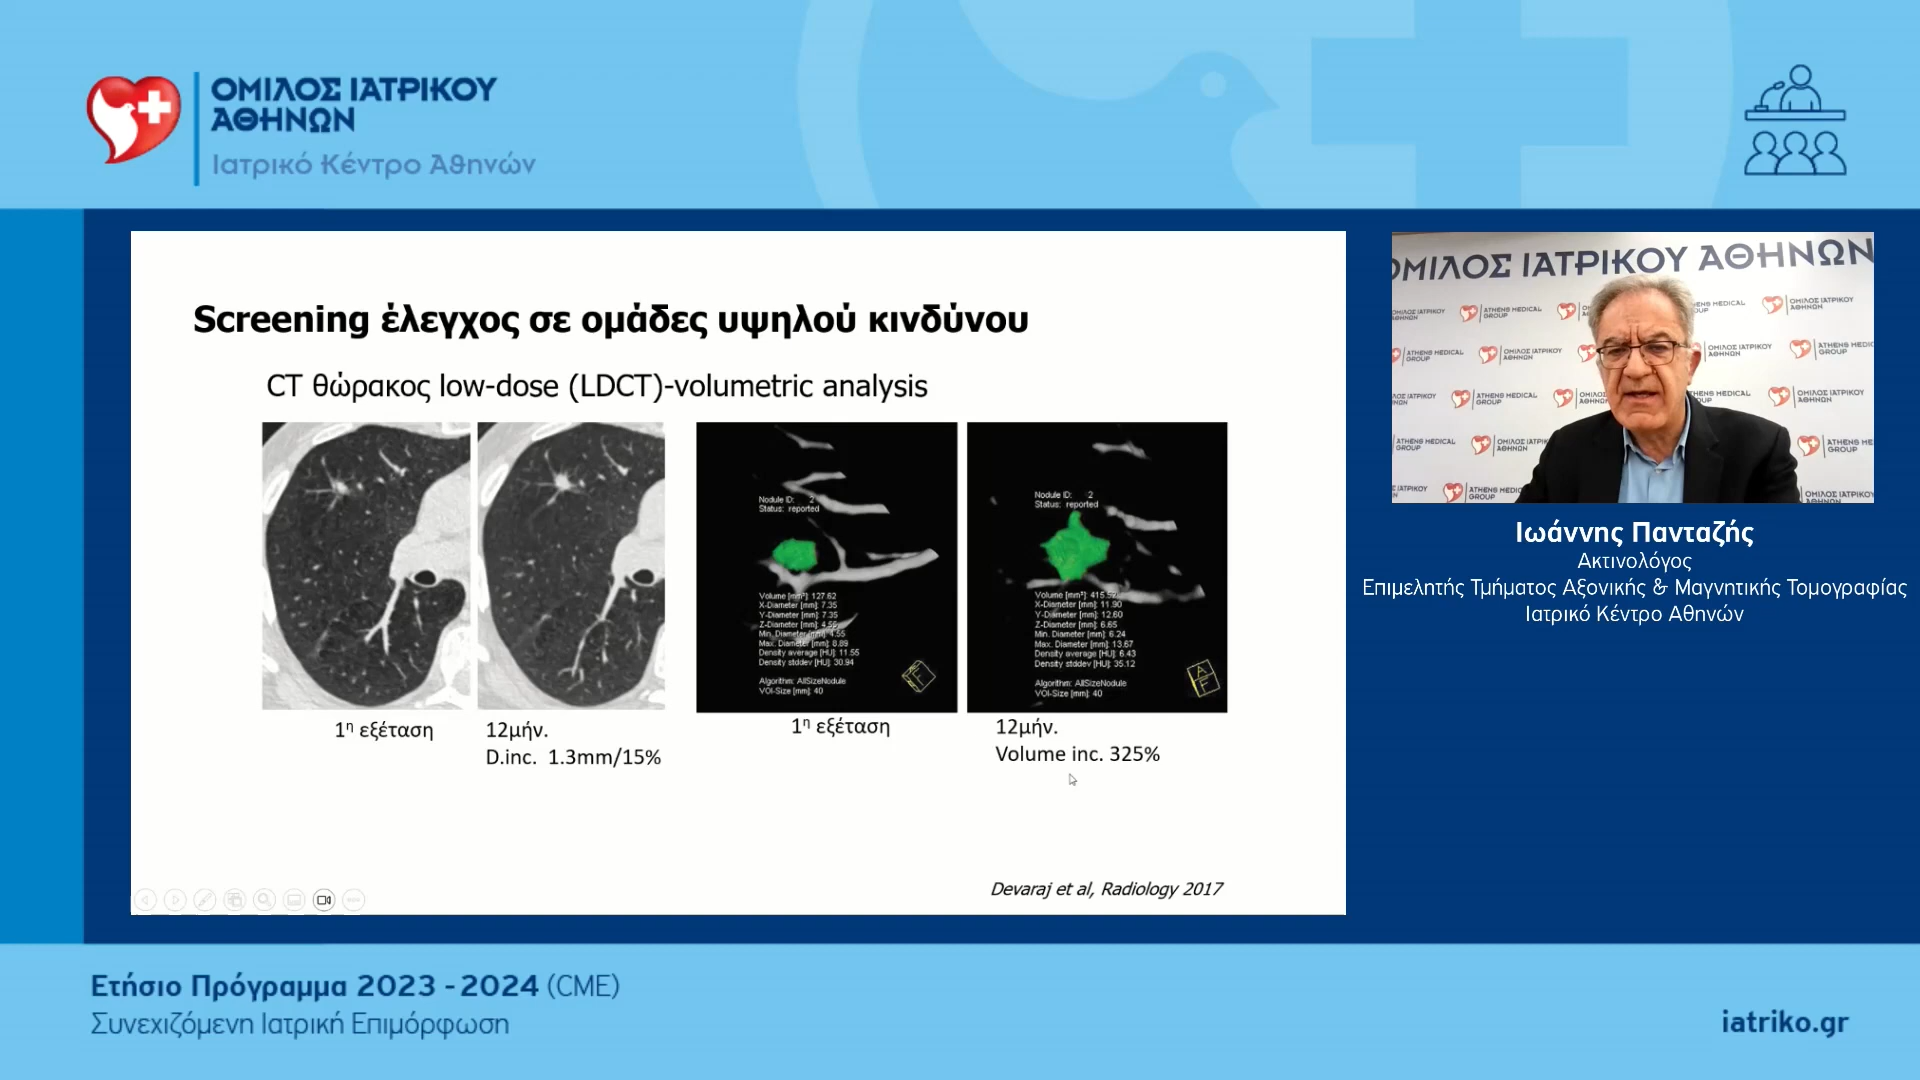 ΟΜΙΛΟΣ ΙΑΤΡΙΚΟΥ
ΑΘΗΝΩΝ
Ιατρικό Κέντρο Αθηνών
Screening έλεγχος σε ομάδες υψηλού κινδύνου
CT θώρακος low-dose (LDCT)-volumetric analysis
Nodule ID: 2
Status: reported
Volume [mm³]: 127.62
X-Diameter [mm]: 7.35
Y-Diameter [mm]: 7.35
Z-Diameter [mm]: 4.55
Min. Diameter [mm]: 4.55
Max. Diameter [mm]: 8.89
Density average [HU]: 11.55
Density stddev [HU]: 30.94
Algorithm: AllSizeNodule
VOI-Size [mm]: 40
Nodule ID: 2
Status: reported
Volume [mm³]: 415.52
X-Diameter [mm]: 11.90
Y-Diameter [mm]: 12.60
Z-Diameter [mm]: 6.65
Min. Diameter [mm]: 6.24
Max. Diameter [mm]: 13.67
Density average [HU]: 6.43
Density stddev [HU]: 35.12
Algorithm: AllSizeNodule
VOI-Size [mm]: 40
1η εξέταση
12μήν.
D.inc. 1.3mm/15%
1η εξέταση
12μήν.
Volume inc. 325%
Devaraj et al, Radiology 2017
ΟΜΙΛΟΣ ΙΑΤΡΙΚΟΥ ΑΘΗΝΩΝ
ATHENS MEDICAL GROUP
Ιωάννης Πανταζής
Ακτινολόγος
Επιμελητής Τμήματος Αξονικής & Μαγνητικής Τομογραφίας
Ιατρικό Κέντρο Αθηνών
Ετήσιο Πρόγραμμα 2023 - 2024 (CME)
Συνεχιζόμενη Ιατρική Επιμόρφωση
iatriko.gr